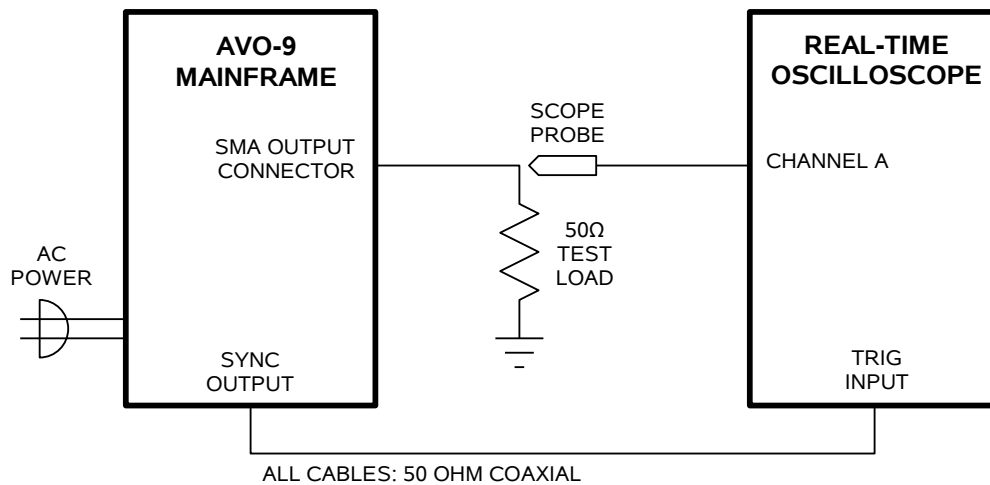 AVO-9
MAINFRAME
SMA OUTPUT
CONNECTOR
SYNC
OUTPUT
AC
POWER
SCOPE
PROBE
50Ω
TEST
LOAD
REAL-TIME
OSCILLOSCOPE
CHANNEL A
TRIG
INPUT
ALL CABLES: 50 OHM COAXIAL